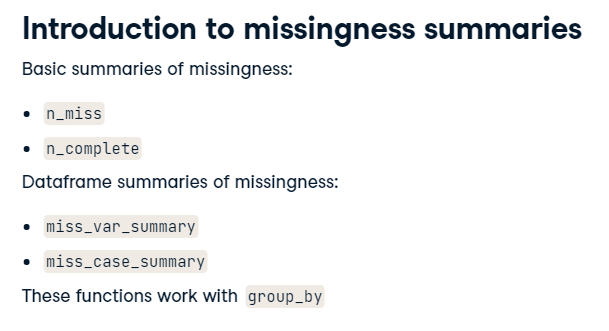 Introduction to missingness summaries
Basic summaries of missingness:
• n_miss
• n_complete
Dataframe summaries of missingness:
• miss_var_summary
• miss_case_summary
These functions work with group_by